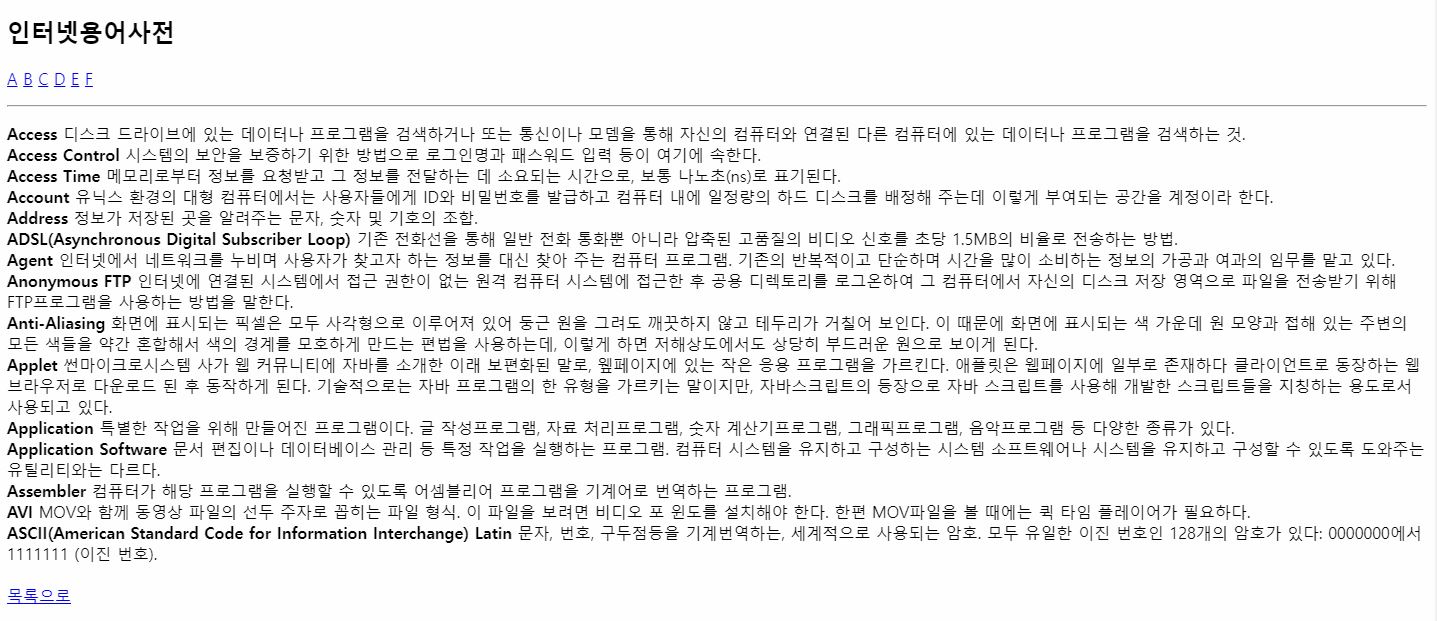 인터넷용어사전
A B C D E F
Access 디스크 드라이브에 있는 데이터나 프로그램을 검색하거나 또는 통신이나 모뎀을 통해 자신의 컴퓨터와 연결된 다른 컴퓨터에 있는 데이터나 프로그램을 검색하는 것.
Access Control 시스템의 보안을 보증하기 위한 방법으로 로그인명과 패스워드 입력 등이 여기에 속한다.
Access Time 메모리로부터 정보를 요청받고 그 정보를 전달하는 데 소요되는 시간으로, 보통 나노초(ns)로 표기된다.
Account 유닉스 환경의 대형 컴퓨터에서는 사용자들에게 ID와 비밀번호를 발급하고 컴퓨터 내에 일정량의 하드 디스크를 배정해 주는데 이렇게 부여되는 공간을 계정이라 한다.
Address 정보가 저장된 곳을 알려주는 문자, 숫자 및 기호의 조합.
ADSL(Asynchronous Digital Subscriber Loop) 기존 전화선을 통해 일반 전화 통화뿐 아니라 압축된 고품질의 비디오 신호를 초당 1.5MB의 비율로 전송하는 방법.
Agent 인터넷에서 네트워크를 누비며 사용자가 찾고자 하는 정보를 대신 찾아 주는 컴퓨터 프로그램. 기존의 반복적이고 단순하며 시간을 많이 소비하는 정보의 가공과 여과의 임무를 맡고 있다.
Anonymous FTP 인터넷에 연결된 시스템에서 접근 권한이 없는 원격 컴퓨터 시스템에 접근한 후 공용 디렉토리를 로그온하여 그 컴퓨터에서 자신의 디스크 저장 영역으로 파일을 전송받기 위해
FTP프로그램을 사용하는 방법을 말한다.
Anti-Aliasing 화면에 표시되는 픽셀은 모두 사각형으로 이루어져 있어 둥근 원을 그려도 깨끗하지 않고 테두리가 거칠어 보인다. 이 때문에 화면에 표시되는 색 가운데 원 모양과 접해 있는 주변의
모든 색들을 약간 혼합해서 색의 경계를 모호하게 만드는 편법을 사용하는데, 이렇게 하면 저해상도에서도 상당히 부드러운 원으로 보이게 된다.
Applet 썬마이크로시스템 사가 웹 커뮤니티에 자바를 소개한 이래 보편화된 말로, 웹페이지에 있는 작은 응용 프로그램을 가르킨다. 애플릿은 웹페이지에 일부로 존재하다 클라이언트로 동장하는 웹
브라우저로 다운로드 된 후 동작하게 된다. 기술적으로는 자바 프로그램의 한 유형을 가르키는 말이지만, 자바스크립트의 등장으로 자바 스크립트를 사용해 개발한 스크립트들을 지칭하는 용도로서
사용되고 있다.
Application 특별한 작업을 위해 만들어진 프로그램이다. 글 작성프로그램, 자료 처리프로그램, 숫자 계산기프로그램, 그래픽프로그램, 음악프로그램 등 다양한 종류가 있다.
Application Software 문서 편집이나 데이터베이스 관리 등 특정 작업을 실행하는 프로그램. 컴퓨터 시스템을 유지하고 구성하는 시스템 소프트웨어나 시스템을 유지하고 구성할 수 있도록 도와주는
유틸리티와는 다르다.
Assembler 컴퓨터가 해당 프로그램을 실행할 수 있도록 어셈블리어 프로그램을 기계어로 번역하는 프로그램.
AVI MOV와 함께 동영상 파일의 선두 주자로 꼽히는 파일 형식. 이 파일을 보려면 비디오 포 윈도를 설치해야 한다. 한편 MOV파일을 볼 때에는 퀵 타임 플레이어가 필요하다.
ASCII(American Standard Code for Information Interchange) Latin 문자, 번호, 구두점등을 기계번역하는, 세계적으로 사용되는 암호. 모두 유일한 이진 번호인 128개의 암호가 있다: 0000000에서
1111111 (이진 번호).
목록으로